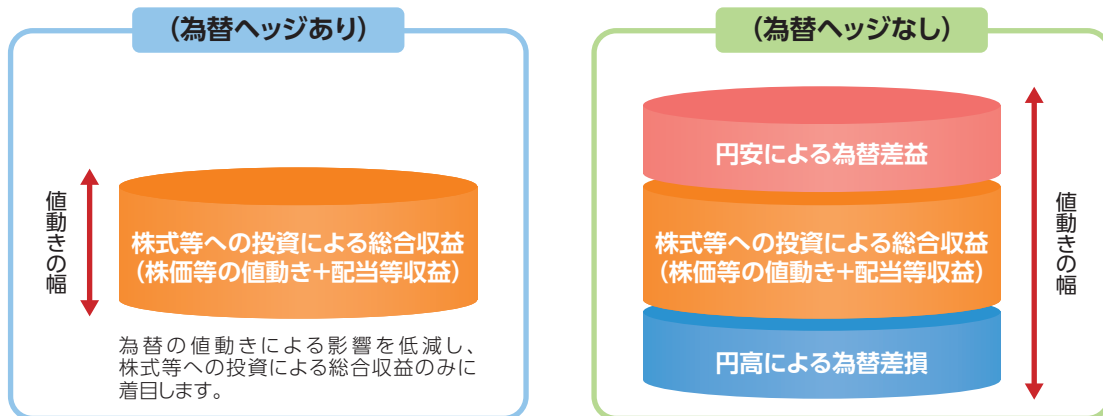 (為替ヘッジあり)
値動きの幅
株式等への投資による総合収益
(株価等の値動き+配当等収益)
為替の値動きによる影響を低減し、
株式等への投資による総合収益のみに
着目します。
(為替ヘッジなし)
円安による為替差益
株式等への投資による総合収益
(株価等の値動き+配当等収益)
円高による為替差損
値動きの幅